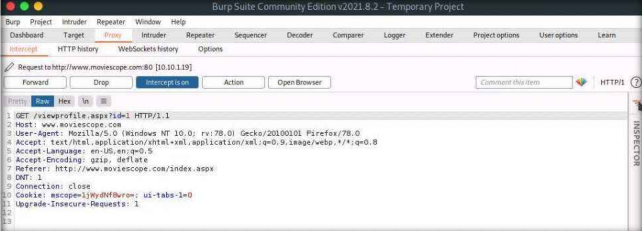 Burp Suite Community Edition v2021.8.2 - Temporary Project
Burp Project Intruder Repeater Window Help
Dashboard Target Proxy Intruder Repeater Sequencer Decoder Comparer Logger Extender Project options User options Learn
Intercept HTTP history WebSockets history Options
Request to http://www.moviescope.com:80 [10.10.1.19]
Forward Drop Intercept is on Action Open Browser Comment this item HTTP/1 ?
Pretty Raw Hex \n
1 GET /viewprofile.aspx?id=1 HTTP/1.1
2 Host: www.moviescope.com
3 User-Agent: Mozilla/5.0 (Windows NT 10.0; rv:78.0) Gecko/20100101 Firefox/78.0
4 Accept: text/html,application/xhtml+xml,application/xml;q=0.9,image/webp,*/*;q=0.8
5 Accept-Language: en-US,en;q=0.5
6 Accept-Encoding: gzip, deflate
7 Referer: http://www.moviescope.com/index.aspx
8 DNT: 1
9 Connection: close
10 Cookie: mscope=1jWydNf8wro=; ui-tabs-1=0
11 Upgrade-Insecure-Requests: 1
12
13
INSPECTOR